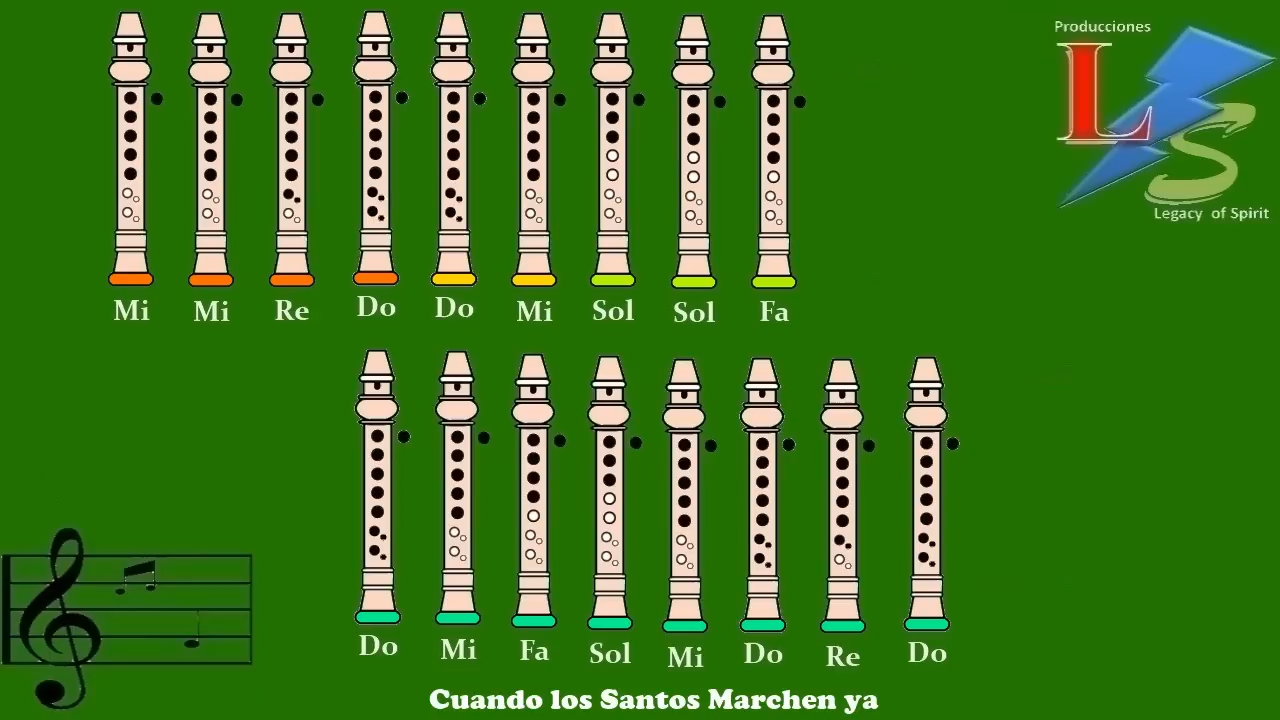 Producciones
LS
Legacy of Spirit
Mi Mi Re Do Do Mi Sol Sol Fa
Do Mi Fa Sol Mi Do Re Do
Cuando los Santos Marchen ya